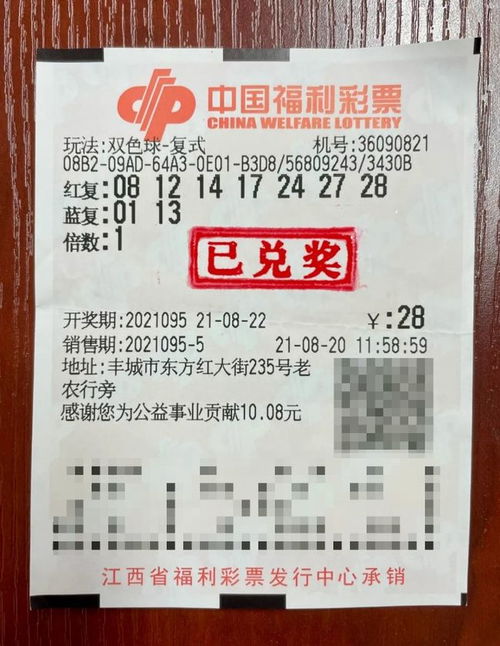 中国福利彩票
CHINA WELFARE LOTTERY
玩法:双色球-复式 机号:36090821
08B2-09AD-64A3-0E01-B3D8/56809243/3430B
红复:08 12 14 17 24 27 28
蓝复:01 13
倍数:1
已兑奖
开奖期:2021095 21-08-22 ¥:28
销售期:2021095-5 21-08-20 11:58:59
地址:丰城市东方红大街235号老
农行旁
感谢您为公益事业贡献10.08元
江西省福利彩票发行中心承销